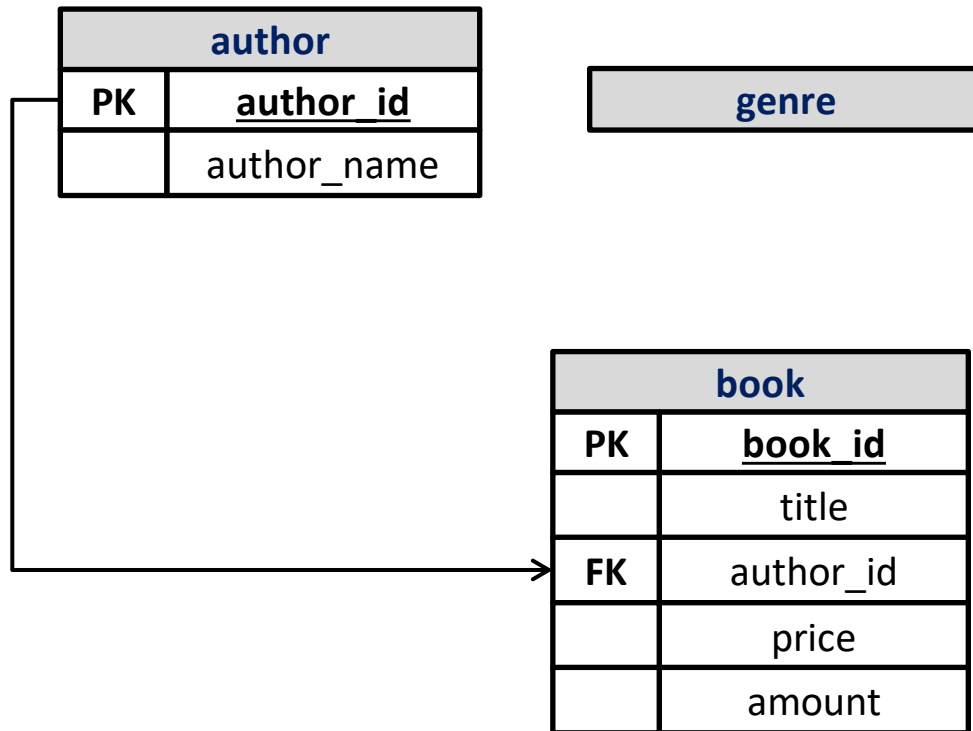 author
PK author_id
author_name
genre
book
PK book_id
title
FK author_id
price
amount